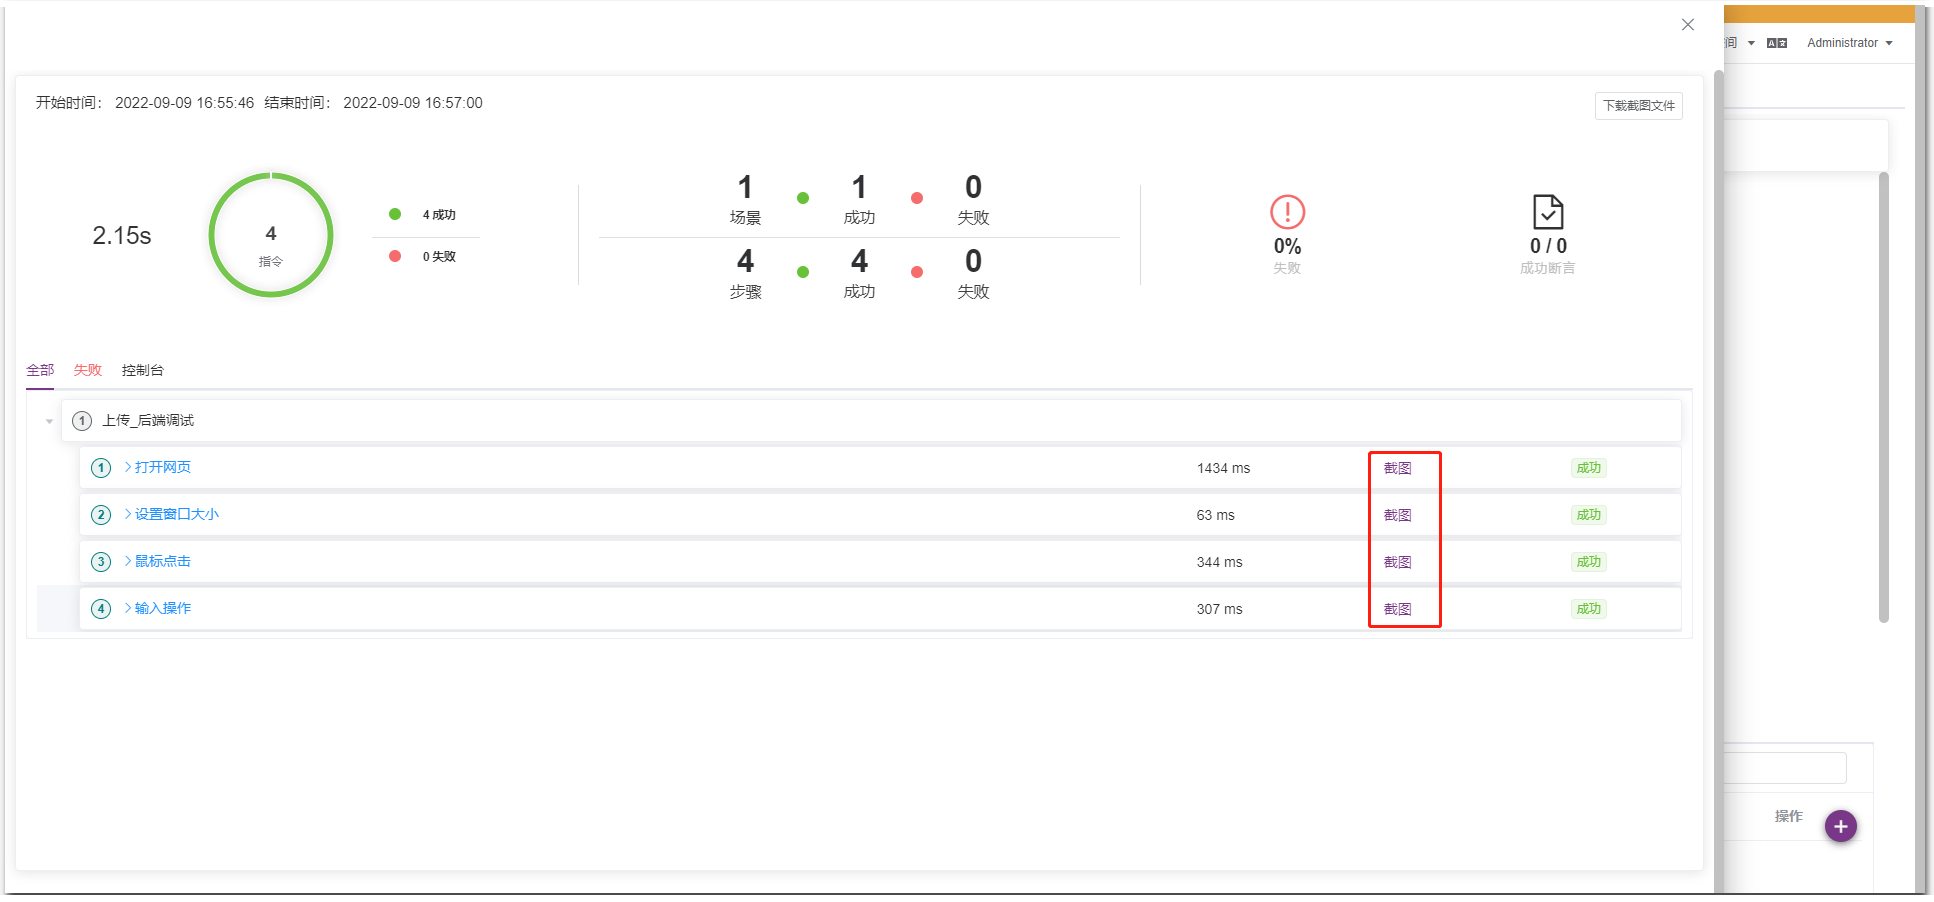 间 Administrator
开始时间： 2022-09-09 16:55:46 结束时间： 2022-09-09 16:57:00
下载截图文件
2.15s
4
指令
4 成功
0 失败
1 1 0
场景 成功 失败
4 4 0
步骤 成功 失败
0%
失败
0 / 0
成功断言
全部 失败 控制台
1 上传_后端调试
1 打开网页 1434 ms 截图 成功
2 设置窗口大小 63 ms 截图 成功
3 鼠标点击 344 ms 截图 成功
4 输入操作 307 ms 截图 成功
操作